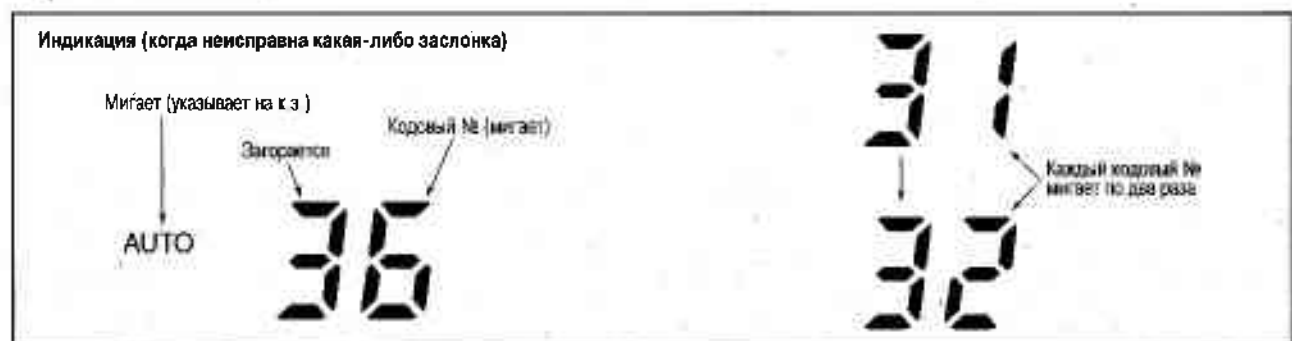 Индикация (когда неисправна какая-либо заслонка)
Мигает (указывает на к з )
Кодовый № (мигает)
Загорается
AUTO
36
31
Каждый кодовый №
мигает по два раза
32